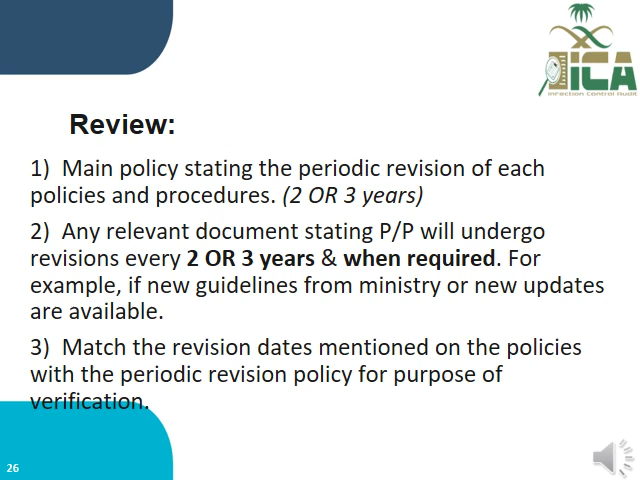 iCA
Infection Control Audit
Review:
1) Main policy stating the periodic revision of each
policies and procedures. (2 OR 3 years)
2) Any relevant document stating P/P will undergo
revisions every 2 OR 3 years & when required. For
example, if new guidelines from ministry or new updates
are available.
3) Match the revision dates mentioned on the policies
with the periodic revision policy for purpose of
verification.
26